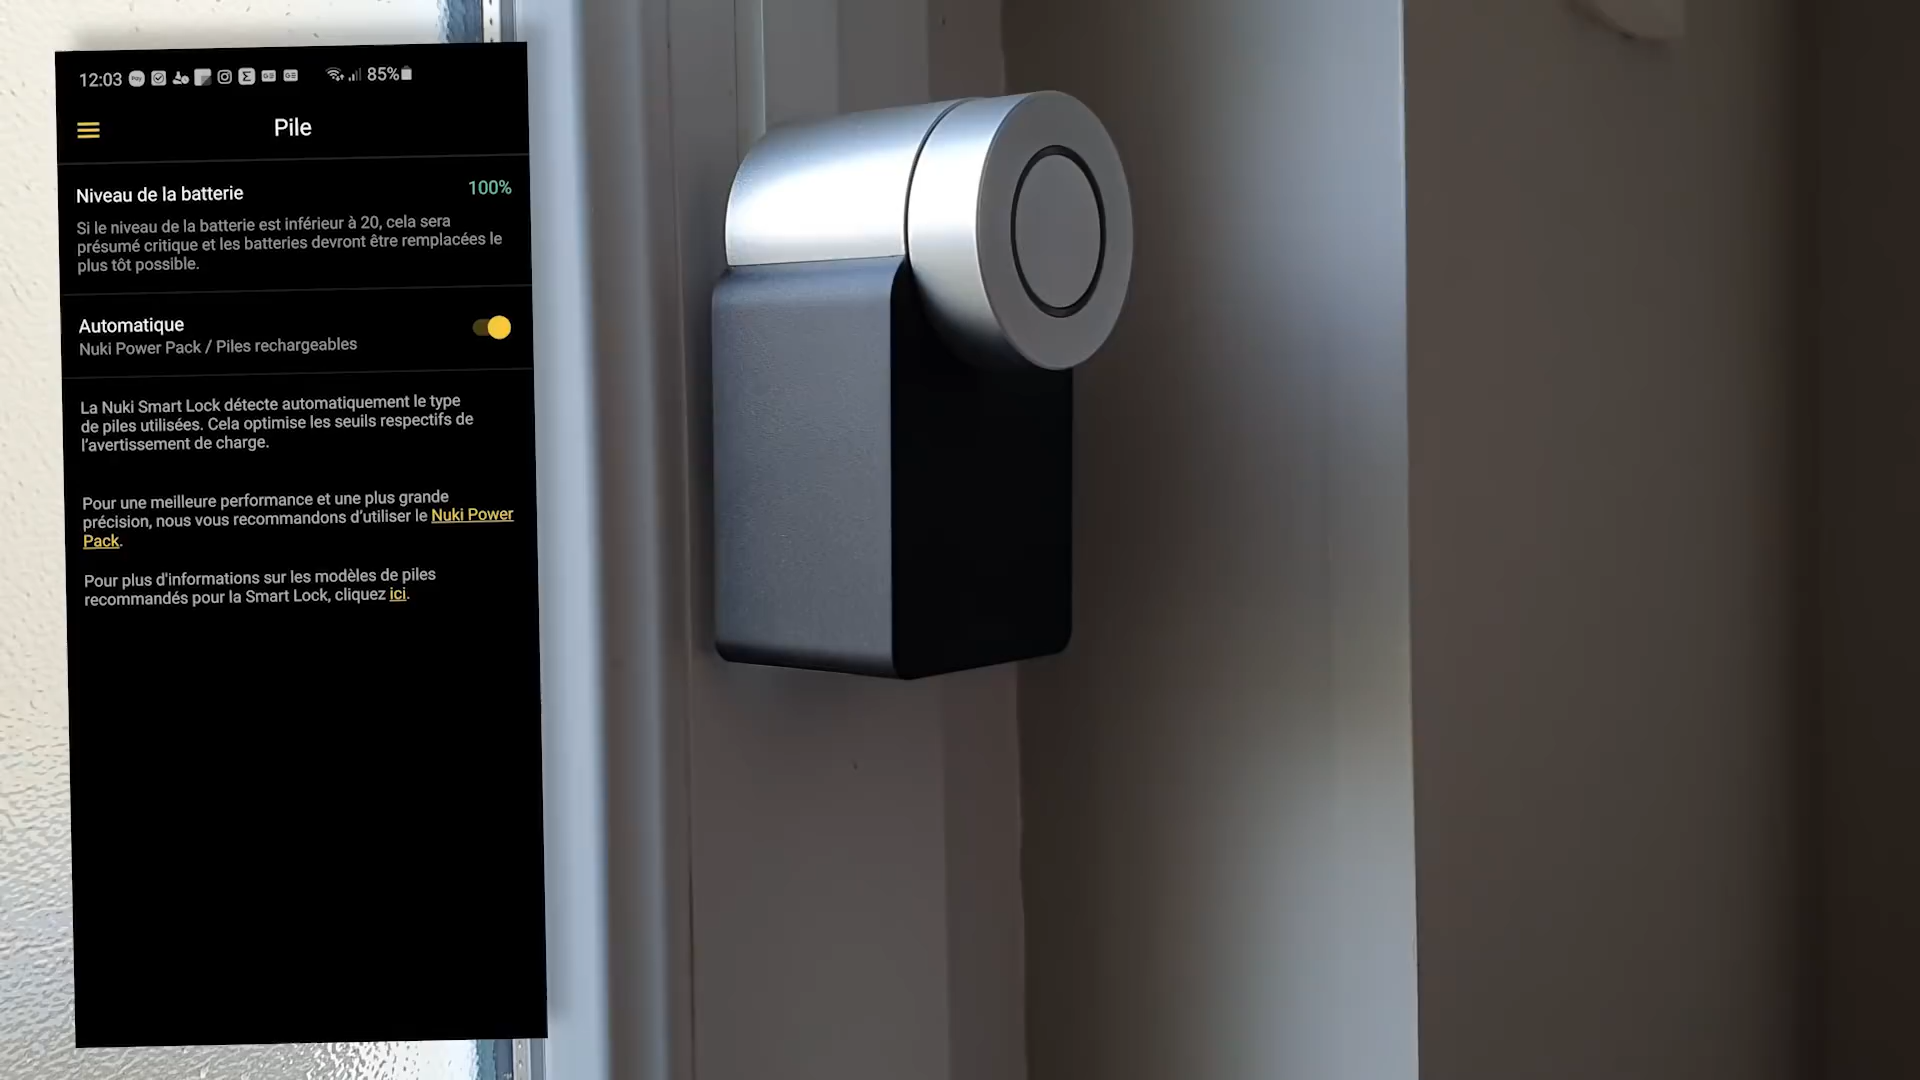 12:03
85%
Pile
Niveau de la batterie
100%
Si le niveau de la batterie est inférieur à 20, cela sera
présumé critique et les batteries devront être remplacées le
plus tôt possible.
Automatique
Nuki Power Pack / Piles rechargeables
La Nuki Smart Lock détecte automatiquement le type
de piles utilisées. Cela optimise les seuils respectifs de
l'avertissement de charge.
Pour une meilleure performance et une plus grande
précision, nous vous recommandons d'utiliser le Nuki Power
Pack.
Pour plus d'informations sur les modèles de piles
recommandés pour la Smart Lock, cliquez ici.